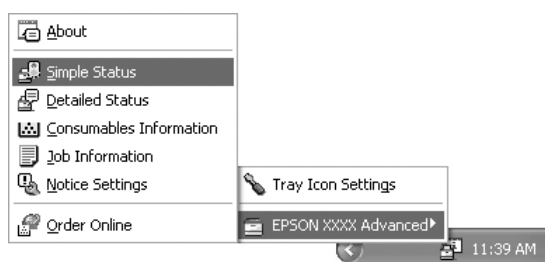 About
Simple Status
Detailed Status
Consumables Information
Job Information
Notice Settings
Order Online
Tray Icon Settings
EPSON XXXX Advanced
11:39 AM